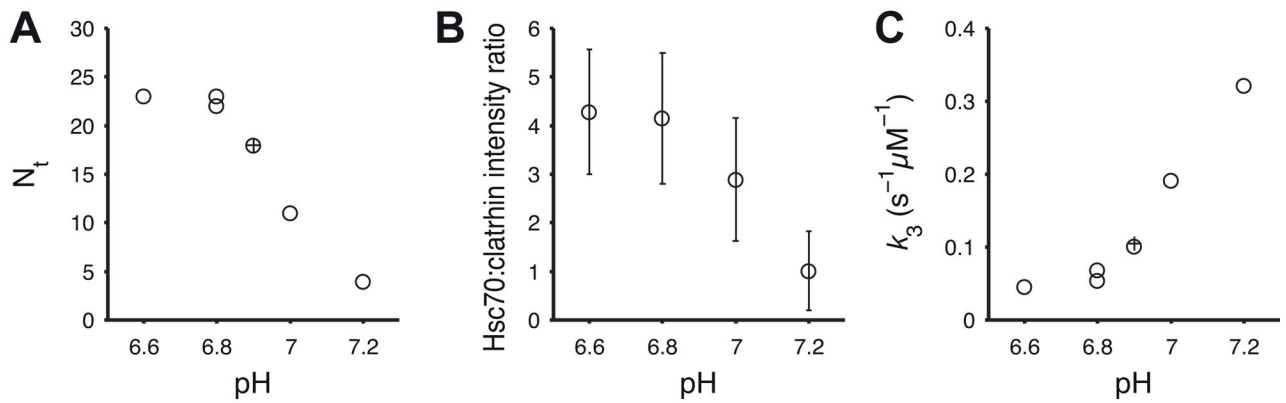 A
N_t
30
25
20
15
10
5
0
6.6 6.8 7 7.2
pH
B
Hsc70:clatrhin intensity ratio
6
5
4
3
2
1
0
6.6 6.8 7 7.2
pH
C
k_3 (s^−1 μM^−1)
0.4
0.3
0.2
0.1
0
6.6 6.8 7 7.2
pH